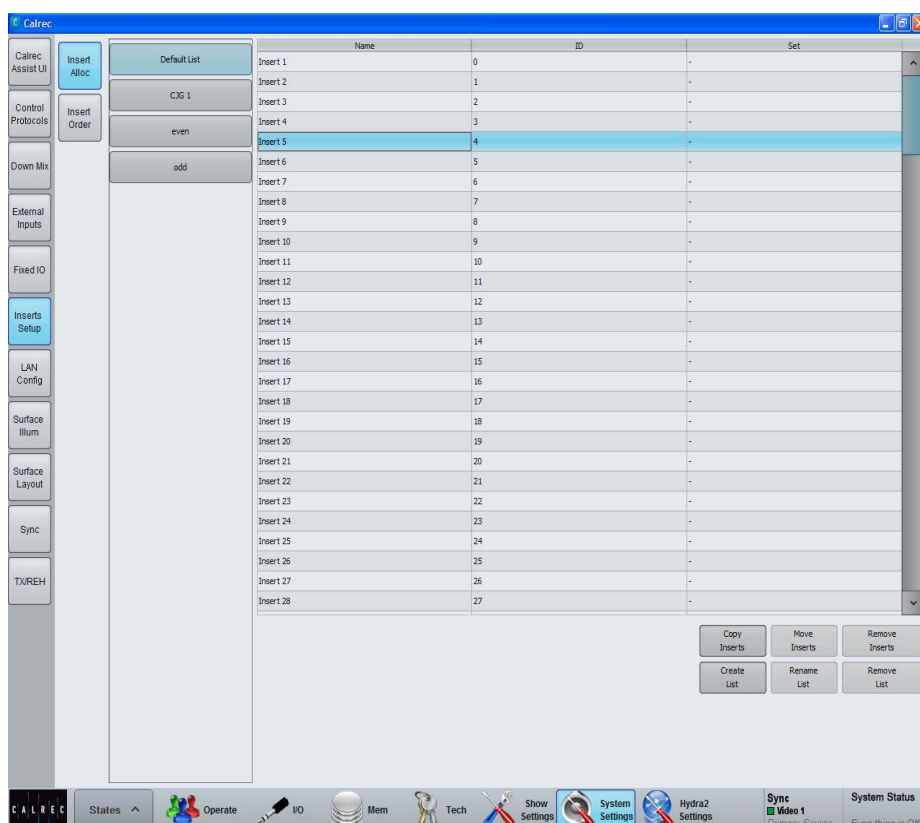 Calrec
Calrec
Assist UI
Control
Protocols
Down Mix
External
Inputs
Fixed IO
Inserts
Setup
LAN
Config
Surface
Illum
Surface
Layout
Sync
TX/REH
Insert
Alloc
Insert
Order
Default List
CJG 1
even
odd
Name ID Set
Insert 1 0 -
Insert 2 1 -
Insert 3 2 -
Insert 4 3 -
Insert 5 4 -
Insert 6 5 -
Insert 7 6 -
Insert 8 7 -
Insert 9 8 -
Insert 10 9 -
Insert 11 10 -
Insert 12 11 -
Insert 13 12 -
Insert 14 13 -
Insert 15 14 -
Insert 16 15 -
Insert 17 16 -
Insert 18 17 -
Insert 19 18 -
Insert 20 19 -
Insert 21 20 -
Insert 22 21 -
Insert 23 22 -
Insert 24 23 -
Insert 25 24 -
Insert 26 25 -
Insert 27 26 -
Insert 28 27 -
Copy
Inserts
Move
Inserts
Remove
Inserts
Create
List
Rename
List
Remove
List
CALREC
States
Operate
I/O
Mem
Tech
Show
Settings
System
Settings
Hydra2
Settings
Sync
Video 1
System Status